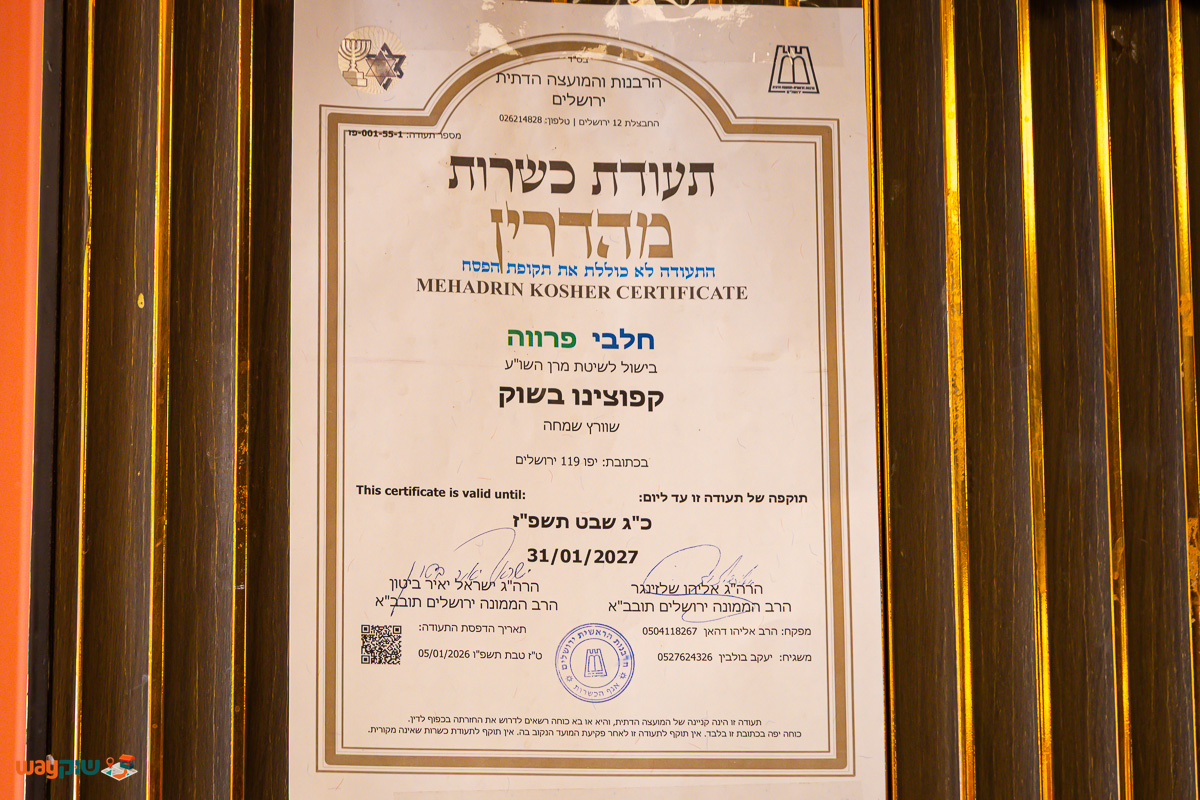 בס"ד
הרבנות והמועצה הדתית
ירושלים
החבצלת 12 ירושלים | טלפון: 026214828
מספר תעודה: 001-55-1-פז
תעודת כשרות
מהדרין
התעודה לא כוללת את תקופת הפסח
MEHADRIN KOSHER CERTIFICATE
חלבי פרווה
בישול לשיטת מרן השו"ע
קפוצינו בשוק
שוורץ שמחה
בכתובת: יפו 119 ירושלים
תוקפה של תעודה זו עד ליום:
This certificate is valid until:
כ"ג שבט תשפ"ז
31/01/2027
הרה"ג אליהו שלזינגר
הרב הממונה ירושלים תובב"א
הרה"ג ישראל יאיר ביטון
הרב הממונה ירושלים תובב"א
מפקח: הרב אליהו דהאן 0504118267
משגיח: יעקב בולבין 0527624326
תאריך הדפסת התעודה:
ט"ז טבת תשפ"ו 05/01/2026
הרבנות הראשית ירושלים
אגף הכשרות
תעודה זו הינה קניינה של המועצה הדתית, והיא או בא כוחה רשאים לדרוש את החזרתה בכפוף לדין.
כוחה יפה בכתובת זו בלבד. אין תוקף לתעודה זו לאחר פקיעת המועד הנקוב בה. אין תוקף לתעודת כשרות שאינה מקורית.
wayשוק